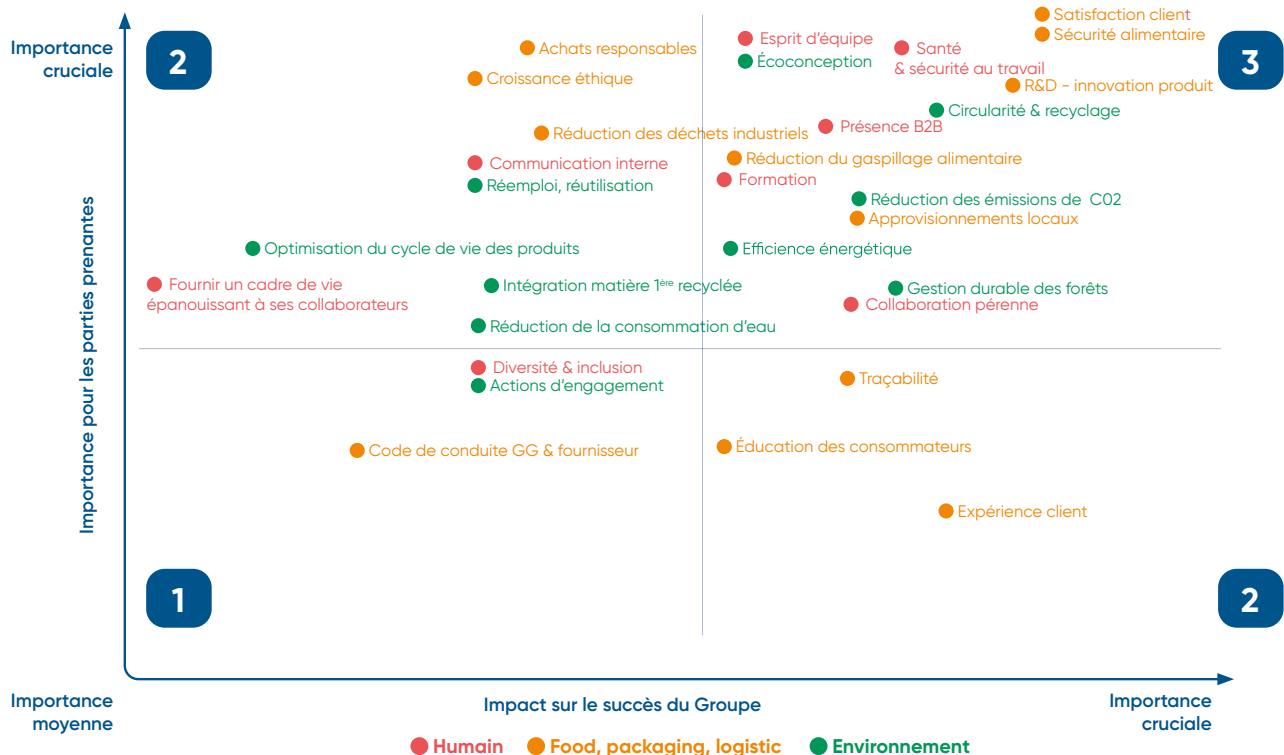 Importance
cruciale
2
3
Satisfaction client
Sécurité alimentaire
Achats responsables
Esprit d'équipe
Santé
& sécurité au travail
Écoconception
Croissance éthique
R&D - innovation produit
Circularité & recyclage
Présence B2B
Réduction des déchets industriels
Réduction du gaspillage alimentaire
Communication interne
Formation
Réemploi, réutilisation
Réduction des émissions de C02
Approvisionnements locaux
Optimisation du cycle de vie des produits
Efficience énergétique
Fournir un cadre de vie
épanouissant à ses collaborateurs
Intégration matière 1ère recyclée
Gestion durable des forêts
Collaboration pérenne
Réduction de la consommation d'eau
Diversité & inclusion
Actions d'engagement
Traçabilité
Code de conduite GG & fournisseur
Éducation des consommateurs
Expérience client
Importance pour les parties prenantes
1
2
Importance
moyenne
Impact sur le succès du Groupe
Importance
cruciale
Humain
Food, packaging, logistic
Environnement